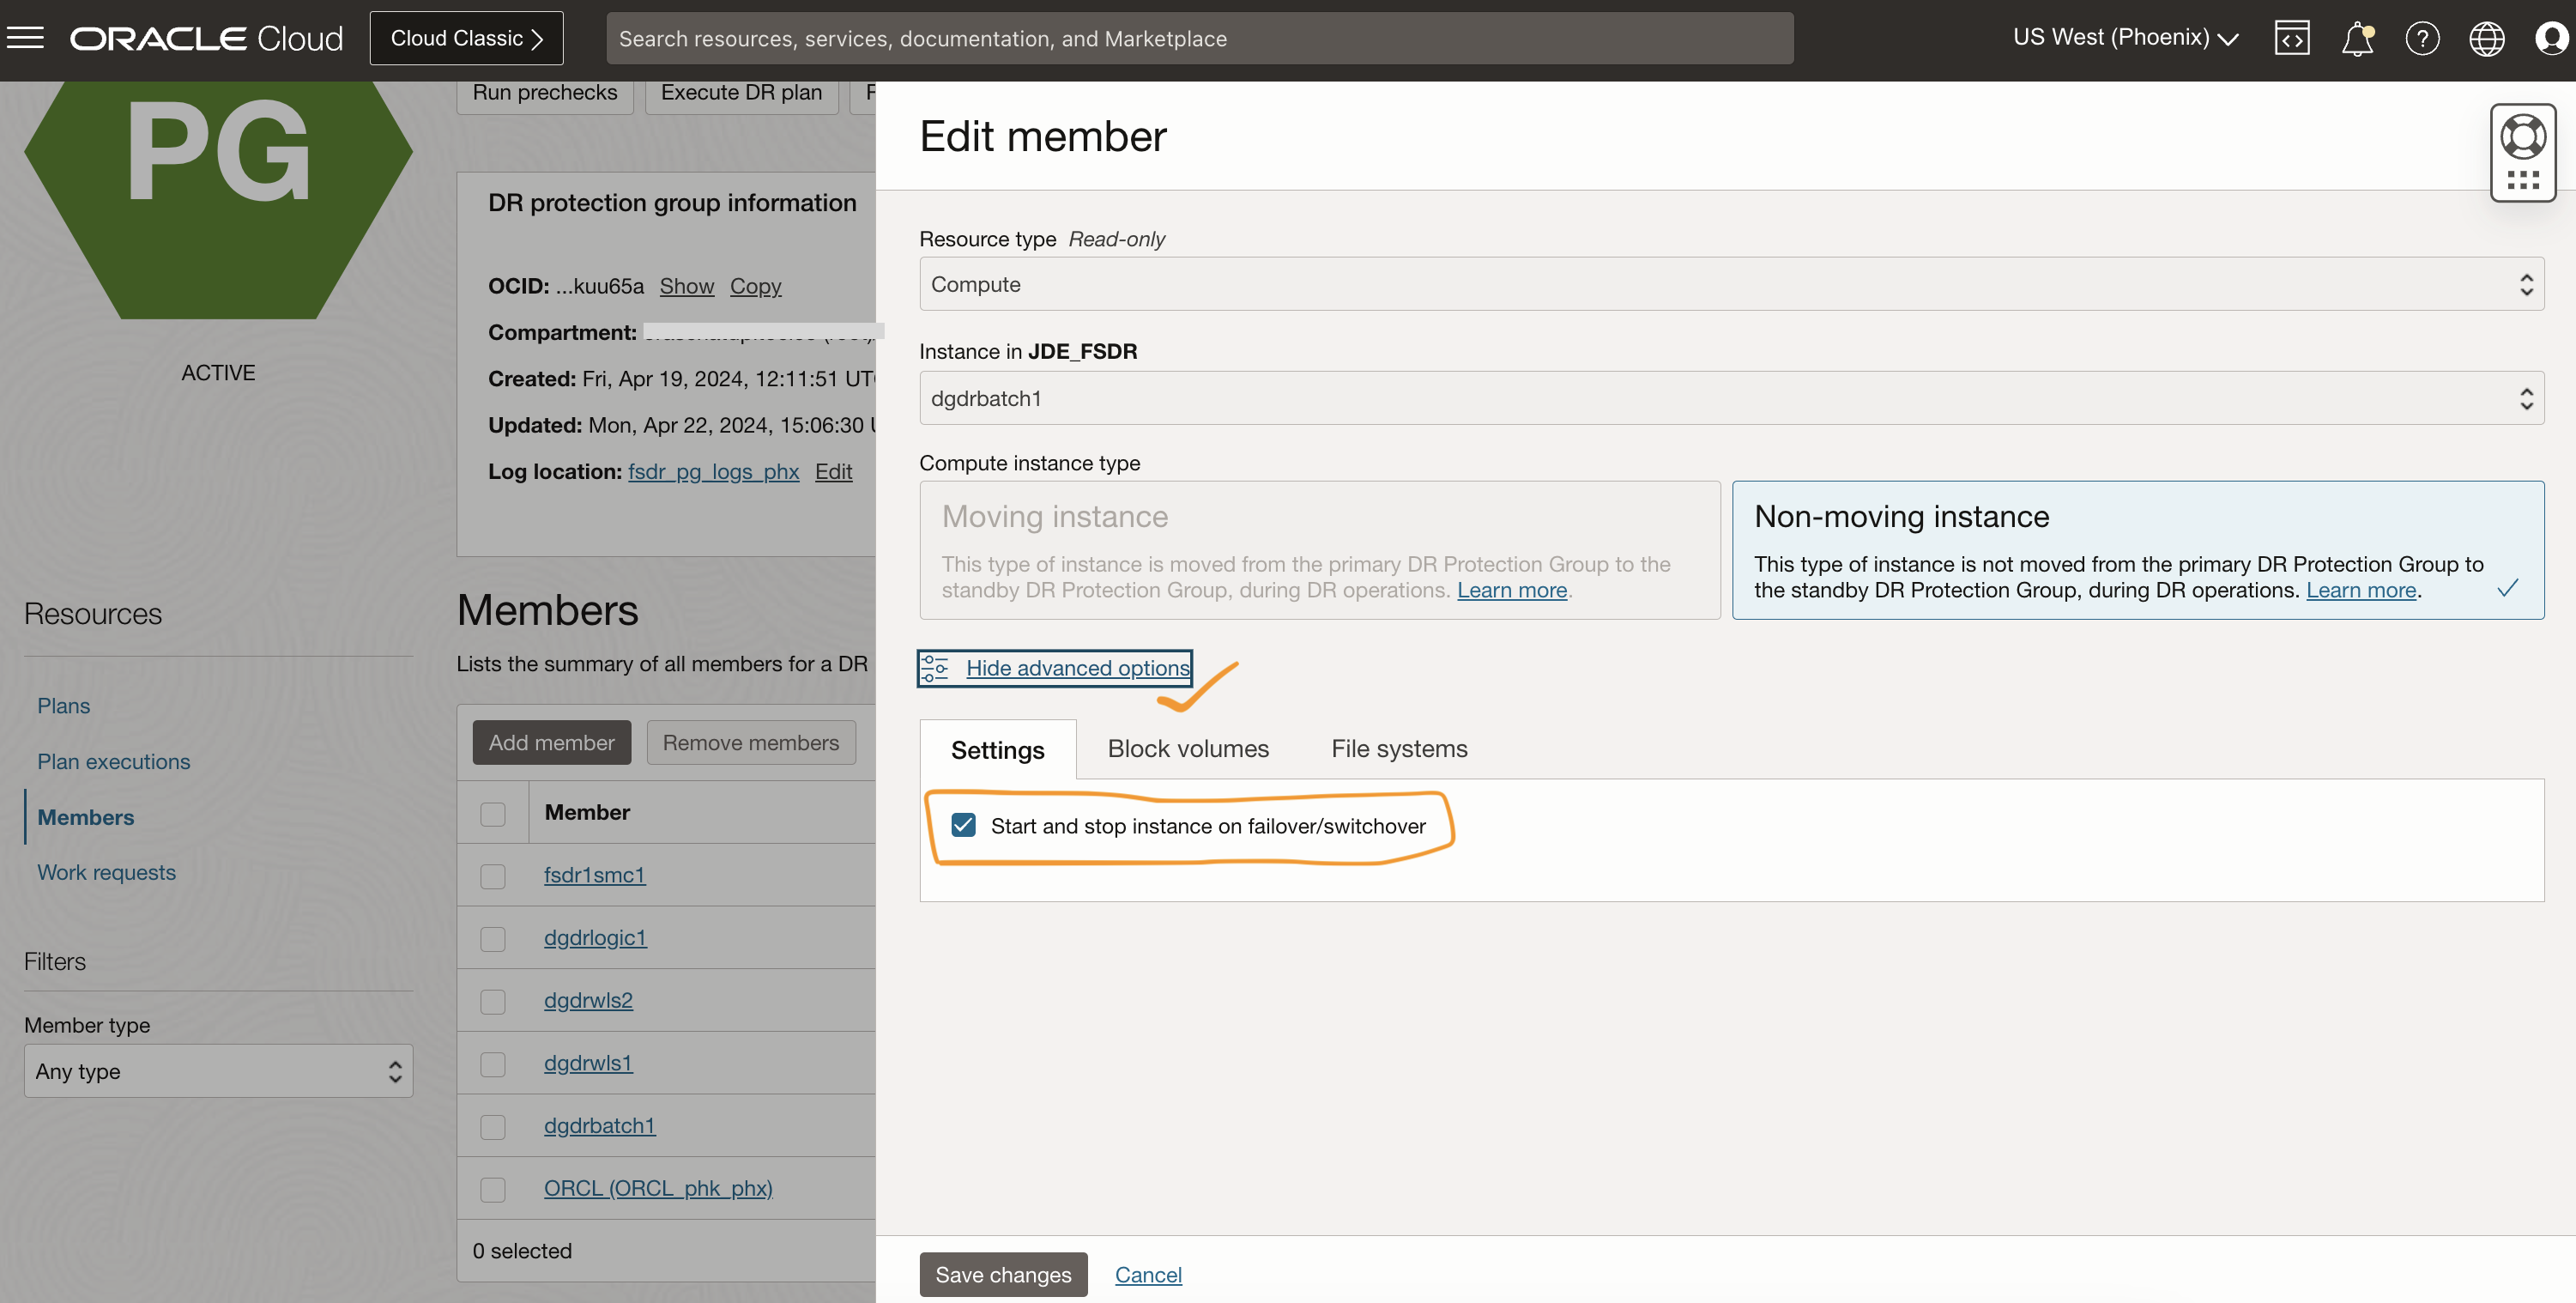 ORACLE Cloud
Cloud Classic
Search resources, services, documentation, and Marketplace
US West (Phoenix)
PG
ACTIVE
Resources
Plans
Plan executions
Members
Work requests
Filters
Member type
Any type
Run prechecks
Execute DR plan
DR protection group information
OCID: ...kuu65a Show Copy
Compartment:
Created: Fri, Apr 19, 2024, 12:11:51
Updated: Mon, Apr 22, 2024, 15:06:30
Log location: fsdr_pg_logs_phx Edit
Members
Lists the summary of all members for a DR
Add member
Remove members
Member
fsdr1smc1
dgdrlogic1
dgdrwls2
dgdrwls1
dgdrbatch1
ORCL (ORCL_phk_phx)
0 selected
Edit member
Resource type Read-only
Compute
Instance in JDE_FSDR
dgdrbatch1
Compute instance type
Moving instance
This type of instance is moved from the primary DR Protection Group to the
standby DR Protection Group, during DR operations. Learn more.
Non-moving instance
This type of instance is not moved from the primary DR Protection Group to
the standby DR Protection Group, during DR operations. Learn more.
Hide advanced options
Settings
Block volumes
File systems
Start and stop instance on failover/switchover
Save changes
Cancel